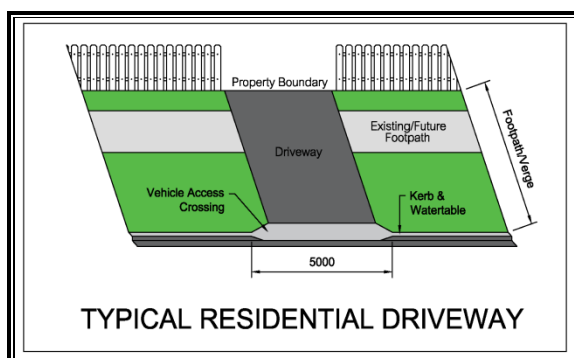 Property Boundary
Existing/Future
Footpath
Footpath/Verge
Driveway
Vehicle Access
Crossing
Kerb &
Watertable
5000
TYPICAL RESIDENTIAL DRIVEWAY